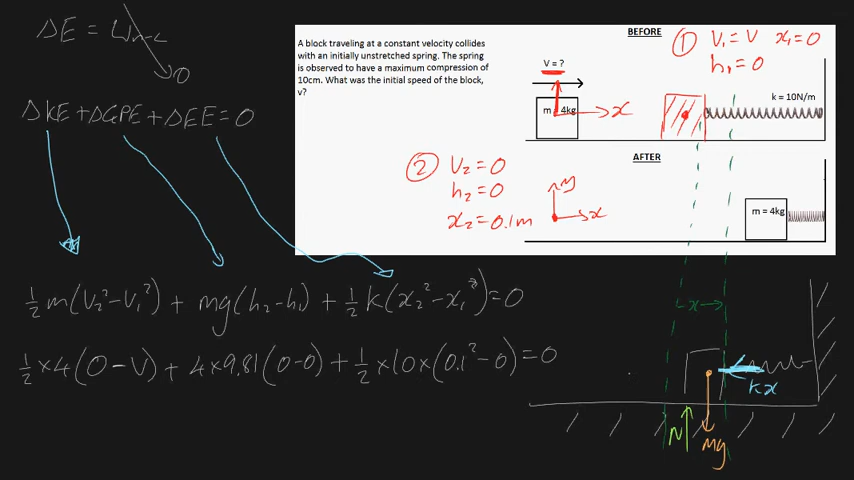 ΔE = Wn-c
0
ΔKE + ΔGPE + ΔEE = 0
A block traveling at a constant velocity collides
with an initially unstretched spring. The spring
is observed to have a maximum compression of
10cm. What was the initial speed of the block,
v?
BEFORE
V = ?
m = 4kg
x
① V₁ = V x₁ = 0
h₁ = 0
k = 10N/m
AFTER
② V₂ = 0
h₂ = 0
x₂ = 0.1m
y
x
m = 4kg
½m(V₂² - V₁²) + mg(h₂ - h₁) + ½k(x₂² - x₁²) = 0
½×4(0 - V) + 4×9.81(0-0) + ½×10×(0.1² - 0) = 0
x
kx
N
mg